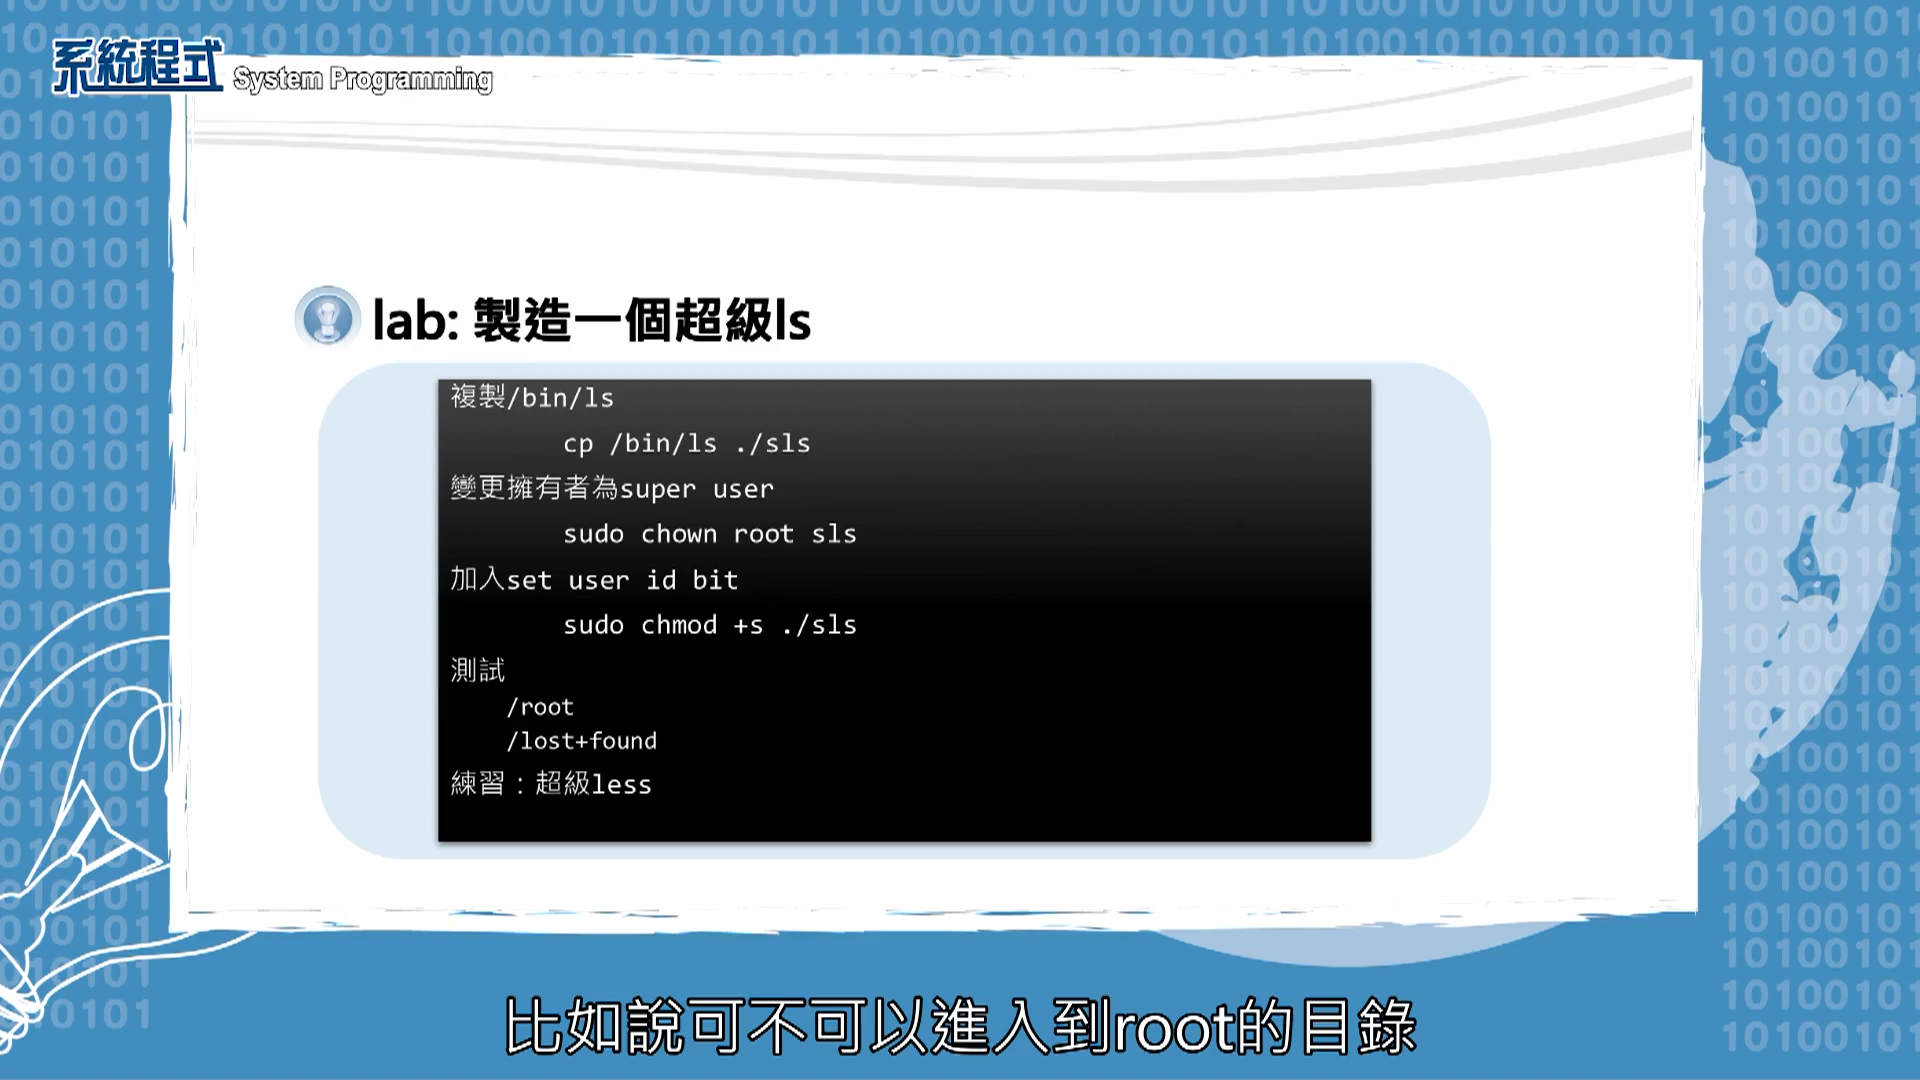 系統程式 System Programming
lab: 製造一個超級ls
複製/bin/ls
cp /bin/ls ./sls
變更擁有者為super user
sudo chown root sls
加入set user id bit
sudo chmod +s ./sls
測試
/root
/lost+found
練習：超級less
比如說可不可以進入到root的目錄